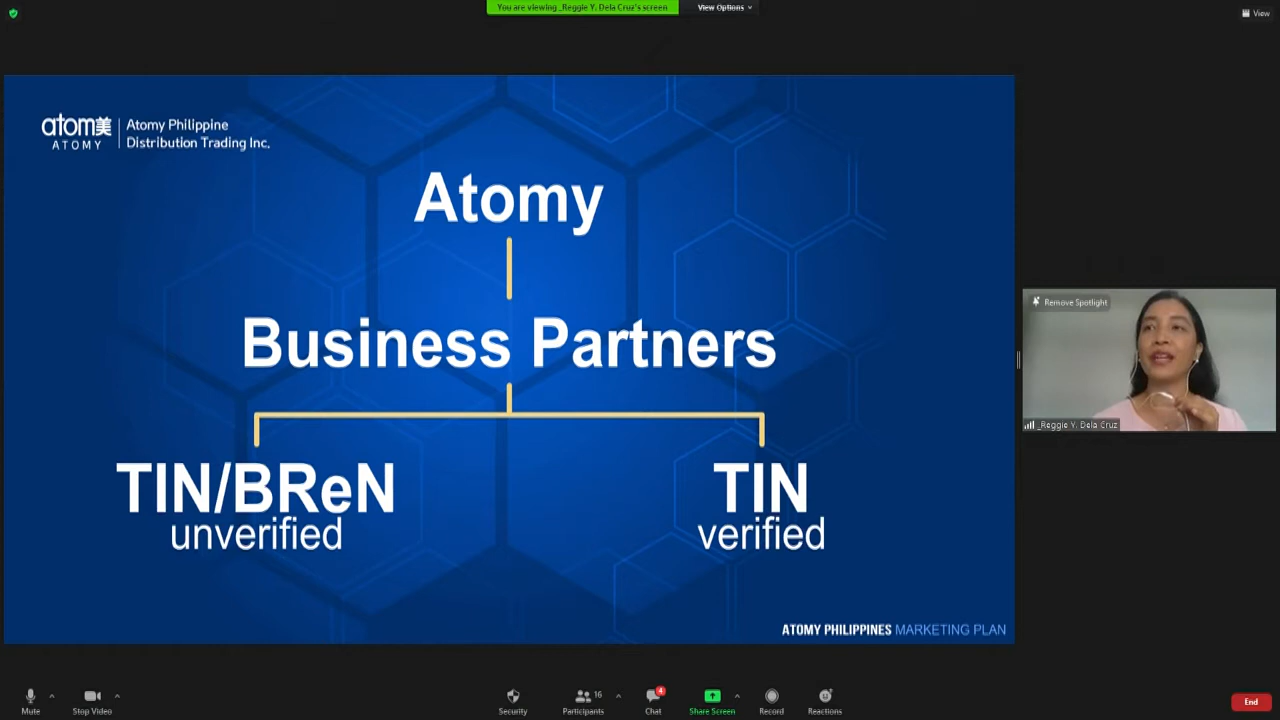 You are viewing _Reggie Y. Dela Cruz's screen
View Options
View
atom美
ATOMY
Atomy Philippine
Distribution Trading Inc.
Atomy
Business Partners
TIN/BReN
unverified
TIN
verified
ATOMY PHILIPPINES MARKETING PLAN
Remove Spotlight
_Reggie Y. Dela Cruz
Mute
Stop Video
Security
16
Participants
4
Chat
Share Screen
Record
Reactions
End